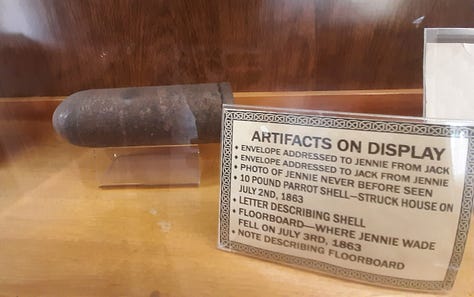 ARTIFACTS ON DISPLAY
• ENVELOPE ADDRESSED TO JENNIE FROM JACK
• ENVELOPE ADDRESSED TO JACK FROM JENNIE
• PHOTO OF JENNIE NEVER BEFORE SEEN
• 10 POUND PARROT SHELL—STRUCK HOUSE ON
JULY 2ND, 1863
• LETTER DESCRIBING SHELL
• FLOORBOARD—WHERE JENNIE WADE
FELL ON JULY 3RD, 1863
• NOTE DESCRIBING FLOORBOARD